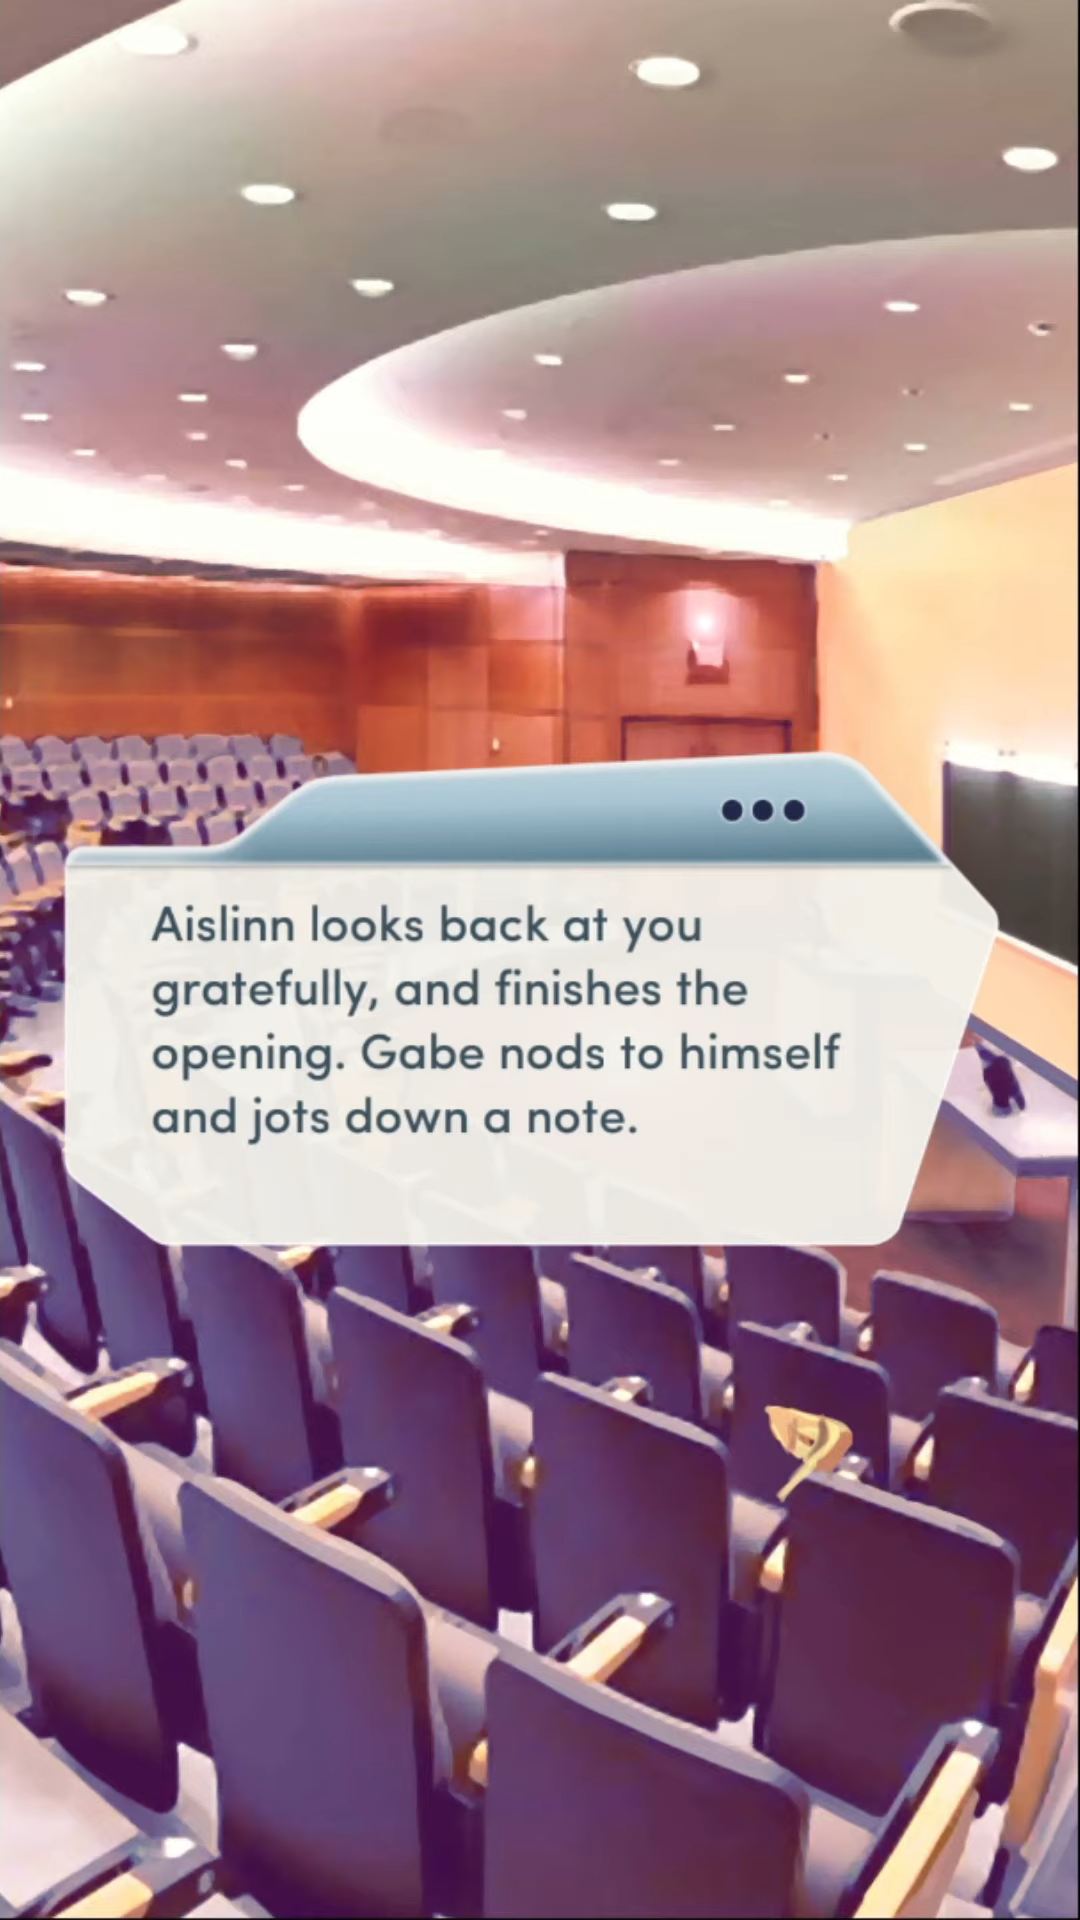 Aislinn looks back at you
gratefully, and finishes the
opening. Gabe nods to himself
and jots down a note.